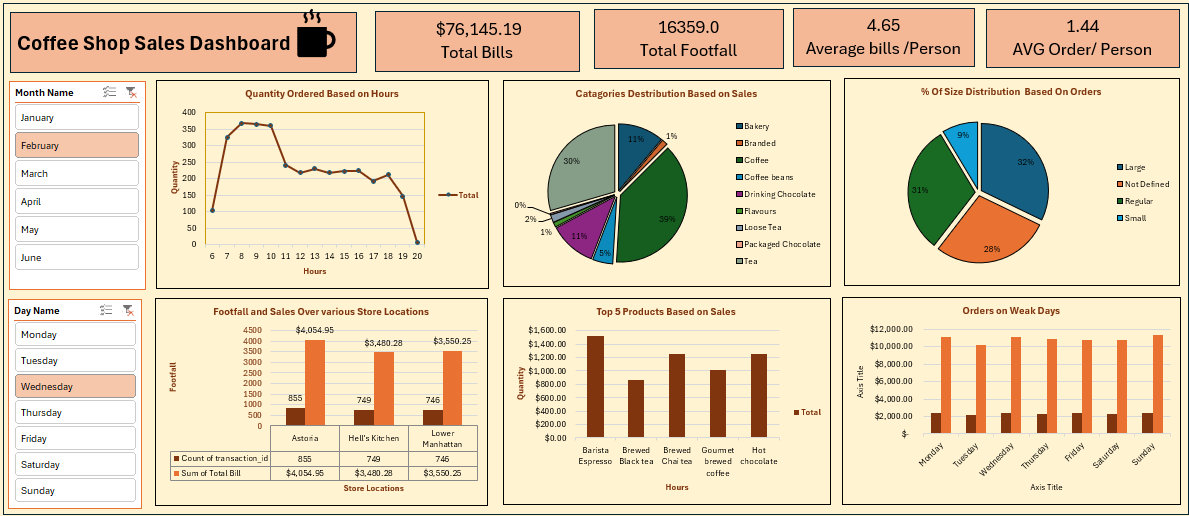 Coffee Shop Sales Dashboard
$76,145.19
Total Bills
16359.0
Total Footfall
4.65
Average bills /Person
1.44
AVG Order/ Person
Month Name
January
February
March
April
May
June
Quantity Ordered Based on Hours
Quantity
400
350
300
250
200
150
100
50
0
6 7 8 9 10 11 12 13 14 15 16 17 18 19 20
Hours
Total
Catagories Destribution Based on Sales
11%
1%
39%
5%
11%
1%
2%
0%
30%
Bakery
Branded
Coffee
Coffee beans
Drinking Chocolate
Flavours
Loose Tea
Packaged Chocolate
Tea
% Of Size Distribution Based On Orders
9%
32%
31%
28%
Large
Not Defined
Regular
Small
Day Name
Monday
Tuesday
Wednesday
Thursday
Friday
Saturday
Sunday
Footfall and Sales Over various Store Locations
Footfall
4500
4000
3500
3000
2500
2000
1500
1000
500
0
$4,054.95
$3,480.28
$3,550.25
855
749
746
Astoria Hell's Kitchen Lower Manhattan
Count of transaction_id 855 749 746
Sum of Total Bill $4,054.95 $3,480.28 $3,550.25
Store Locations
Top 5 Products Based on Sales
Quantity
$1,600.00
$1,400.00
$1,200.00
$1,000.00
$800.00
$600.00
$400.00
$200.00
$0.00
Barista Espresso
Brewed Black tea
Brewed Chai tea
Gourmet brewed coffee
Hot chocolate
Hours
Total
Orders on Weak Days
Axis Title
$12,000.00
$10,000.00
$8,000.00
$6,000.00
$4,000.00
$2,000.00
$-
Monday
Tuesday
Wednesday
Thursday
Friday
Saturday
Sunday
Axis Title